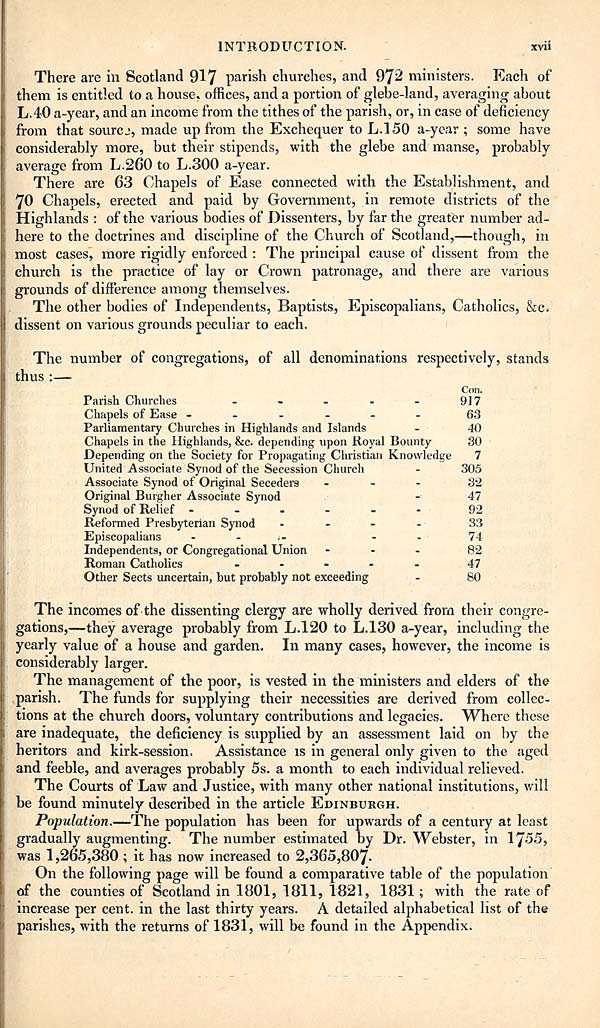 INTRODUCTION. xvii
There are in Scotland 917 parish churches, and 972 ministers. Each of
them is entitled to a house, offices, and a portion of glebe-land, averaging about
L.40 a-year, and an income from the tithes of the parish, or, in case of deficiency
from that source, made up from the Exchequer to L.150 a-year ; some have
considerably more, but their stipends, with the glebe and manse, probably
average from L.260 to L.300 a-year.
There are 63 Chapels of Ease connected with the Establishment, and
70 Chapels, erected and paid by Government, in remote districts of the
Highlands : of the various bodies of Dissenters, by far the greater number ad-
here to the doctrines and discipline of the Church of Scotland,—though, in
most cases, more rigidly enforced : The principal cause of dissent from the
church is the practice of lay or Crown patronage, and there are various
grounds of difference among themselves.
The other bodies of Independents, Baptists, Episcopalians, Catholics, &c.
dissent on various grounds peculiar to each.
The number of congregations, of all denominations respectively, stands
thus :—
Con.
Parish Churches - - - - - 917
Chapels of Ease - - - - - - 63
Parliamentary Churches in Highlands and Islands - 40
Chapels in the Highlands, &c. depending upon Royal Bounty 30
Depending on the Society for Propagating Christian Knowledge 7
United Associate Synod of the Secession Church - 305
Associate Synod of Original Seceders - - - 32
Original Burgher Associate Synod - 47
Synod of Relief - - - - - - 92
Reformed Presbyterian Synod - - - - 33
Episcopalians - - - - - 74
Independents, or Congregational Union - - - 82
Roman Catholics - - - - - 47
Other Sects uncertain, but probably not exceeding - 80
The incomes of the dissenting clergy are wholly derived from their congre-
gations,—they average probably from L.120 to L.130 a-year, including the
yearly value of a house and garden. In many cases, however, the income is
considerably larger.
The management of the poor, is vested in the ministers and elders of the
parish. The funds for supplying their necessities are derived from collec-
tions at the church doors, voluntary contributions and legacies. Where these
are inadequate, the deficiency is supplied by an assessment laid on by the
heritors and kirk-session. Assistance is in general only given to the aged
and feeble, and averages probably 5s. a month to each individual relieved.
The Courts of Law and Justice, with many other national institutions, will
be found minutely described in the article EDINBURGH.
Population.—The population has been for upwards of a century at least
gradually augmenting. The number estimated by Dr. Webster, in 1755,
was 1,265,380 ; it has now increased to 2,365,807.
On the following page will be found a comparative table of the population
of the counties of Scotland in 1801, 1811, 1821, 1831 ; with the rate of
increase per cent. in the last thirty years. A detailed alphabetical list of the
parishes, with the returns of 1831, will be found in the Appendix.